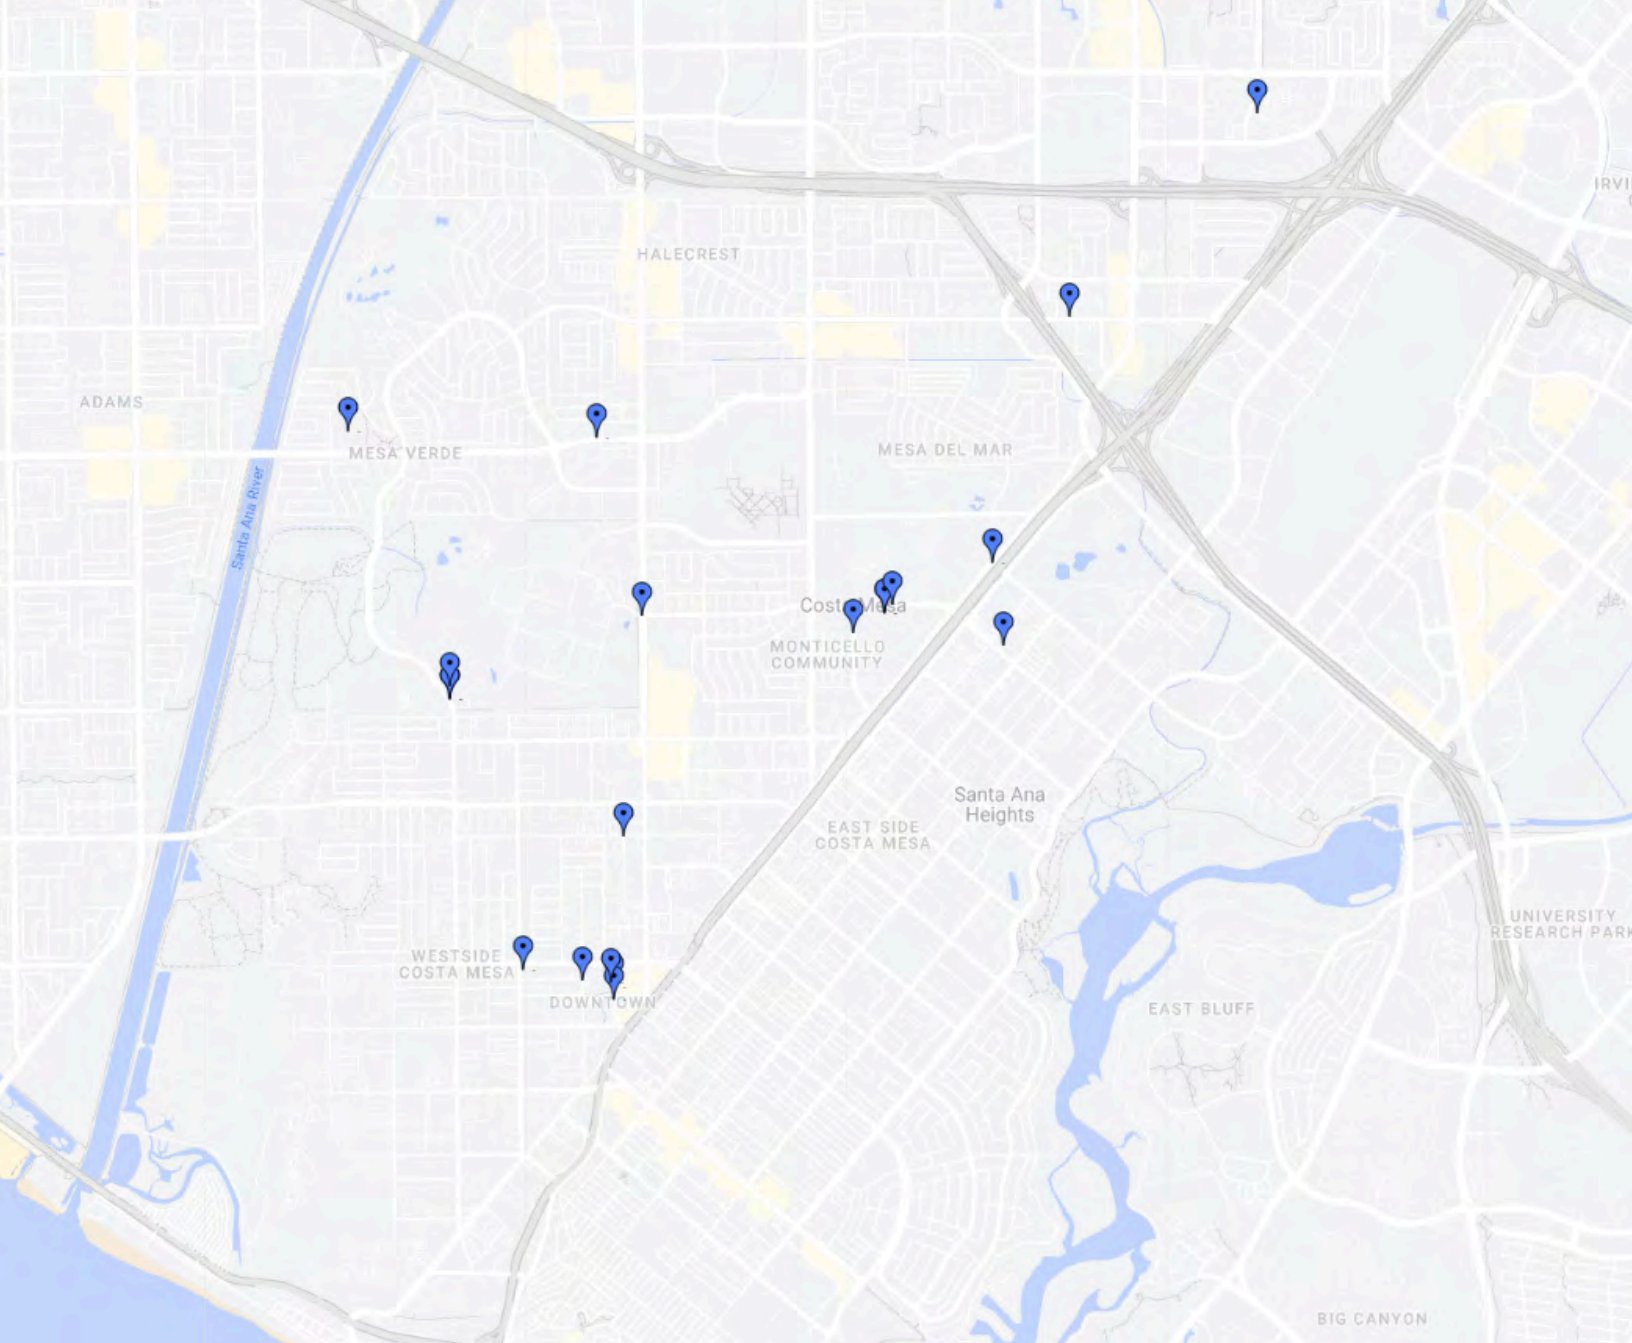 IRVI
HALECREST
ADAMS
MESA VERDE
MESA DEL MAR
Santa Ana River
Costa Mesa
MONTICELLO
COMMUNITY
Santa Ana
Heights
EAST SIDE
COSTA MESA
UNIVERSITY
RESEARCH PARK
WESTSIDE
COSTA MESA
DOWNTOWN
EAST BLUFF
BIG CANYON